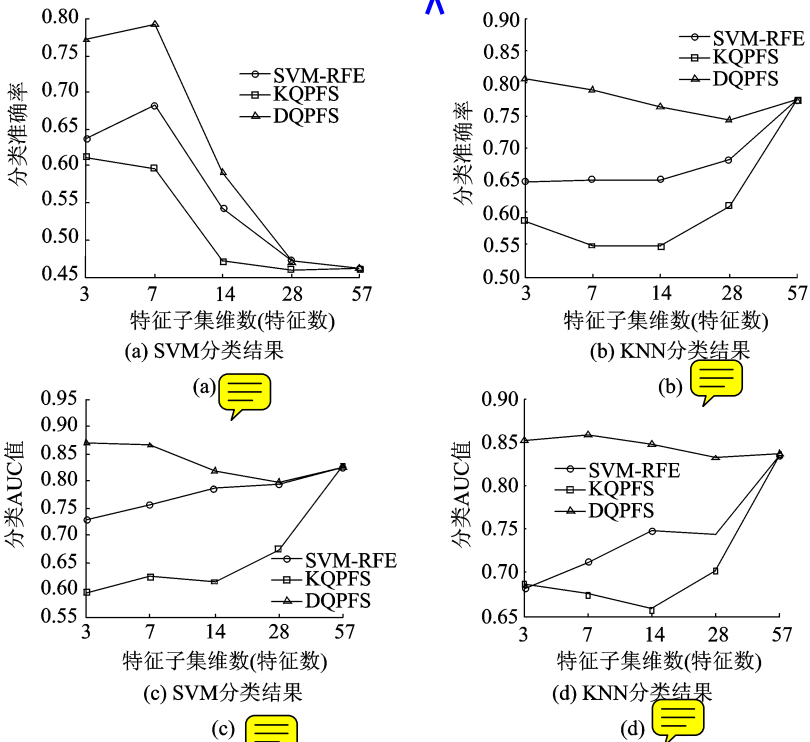 0.80
0.75
0.70
0.65
0.60
0.55
0.50
0.45
分类准确率
SVM-RFE
KQPFS
DQPFS
3 7 14 28 57
特征子集维数(特征数)
(a) SVM分类结果
(a)
0.90
0.85
0.80
0.75
0.70
0.65
0.60
0.55
0.50
分类准确率
SVM-RFE
KQPFS
DQPFS
3 7 14 28 57
特征子集维数(特征数)
(b) KNN分类结果
(b)
0.95
0.90
0.85
0.80
0.75
0.70
0.65
0.60
0.55
分类AUC值
SVM-RFE
KQPFS
DQPFS
3 7 14 28 57
特征子集维数(特征数)
(c) SVM分类结果
(c)
0.90
0.85
0.80
0.75
0.70
0.65
分类AUC值
SVM-RFE
KQPFS
DQPFS
3 7 14 28 57
特征子集维数(特征数)
(d) KNN分类结果
(d)